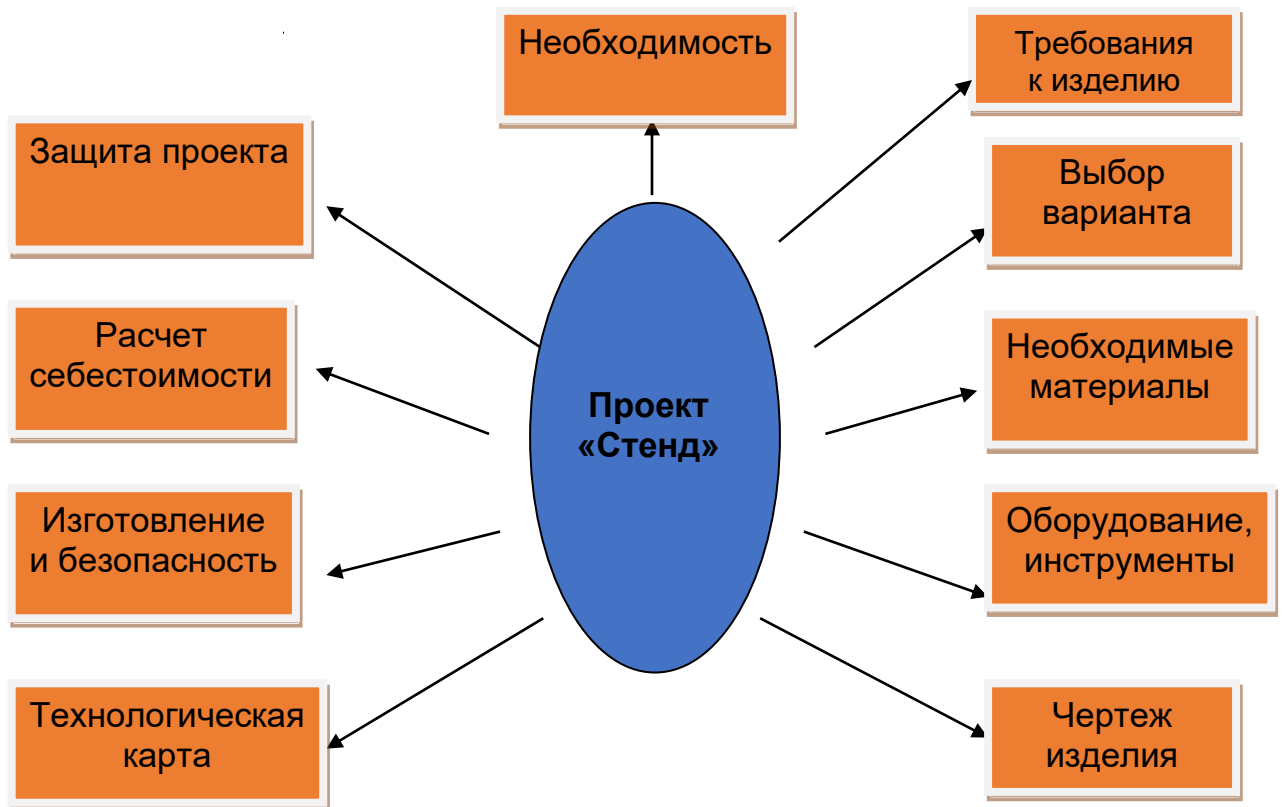 Необходимость
Требования
к изделию
Защита проекта
Выбор
варианта
Расчет
себестоимости
Необходимые
материалы
Проект
«Стенд»
Изготовление
и безопасность
Оборудование,
инструменты
Технологическая
карта
Чертеж
изделия